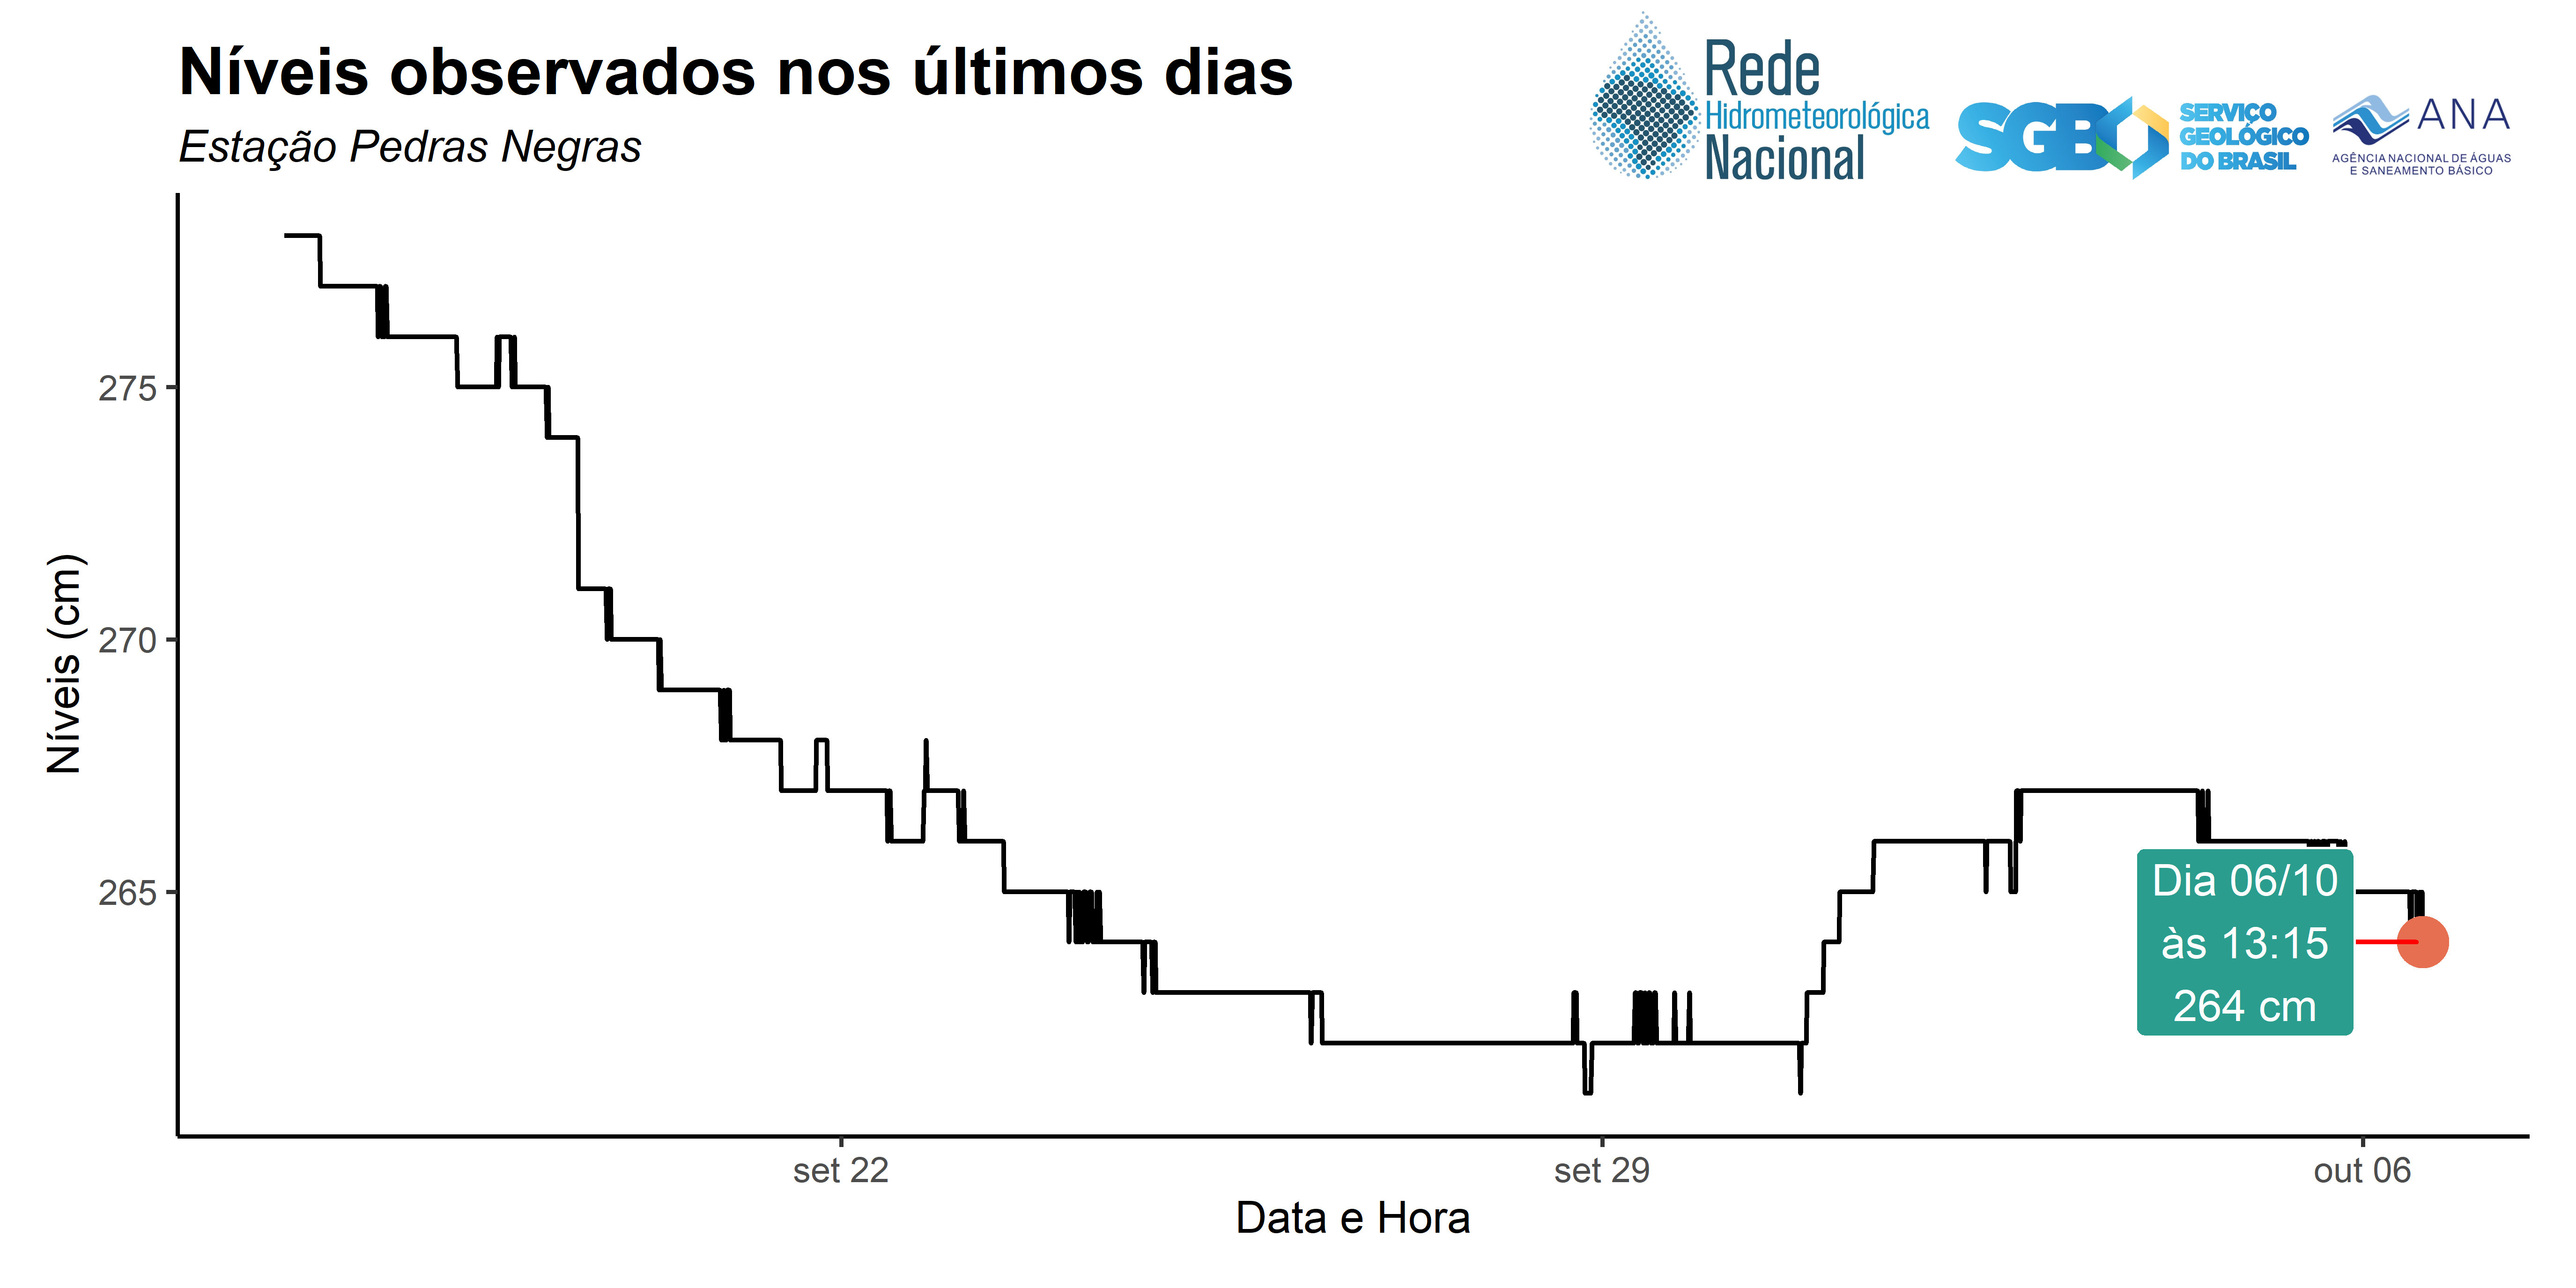 Níveis observados nos últimos dias
Estação Pedras Negras
Rede
Hidrometeorológica
Nacional
SGB
SERVIÇO
GEOLÓGICO
DO BRASIL
ANA
AGÊNCIA NACIONAL DE ÁGUAS
E SANEAMENTO BÁSICO
Níveis (cm)
275
270
265
Dia 06/10
às 13:15
264 cm
set 22
set 29
out 06
Data e Hora